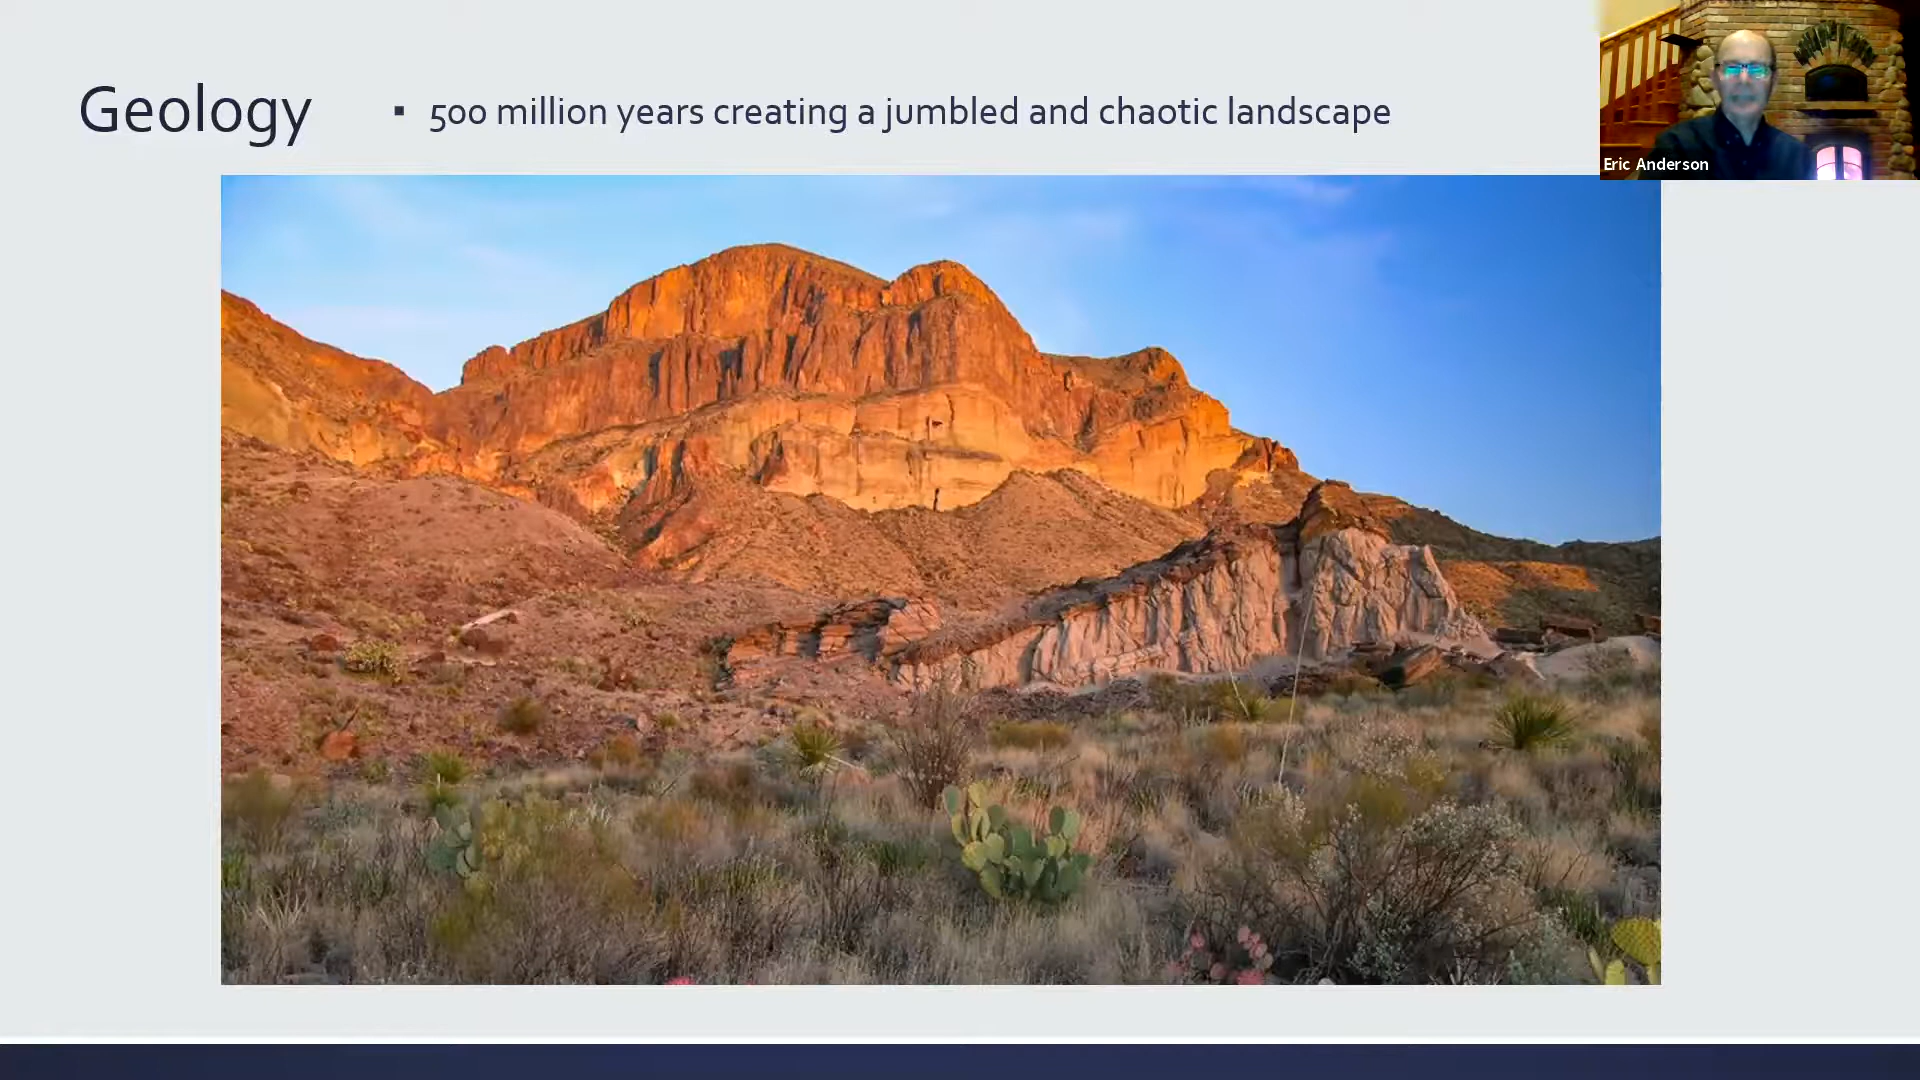 Geology
▪ 500 million years creating a jumbled and chaotic landscape
Eric Anderson